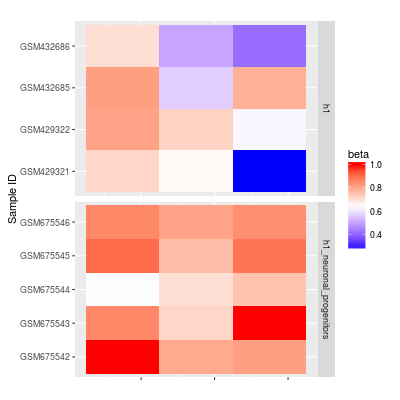 GSM432686
GSM432685
GSM429322
GSM429321
h1
GSM675546
GSM675545
GSM675544
GSM675543
GSM675542
h1_neuronal_progenitors
Sample ID
beta
1.0
0.8
0.6
0.4